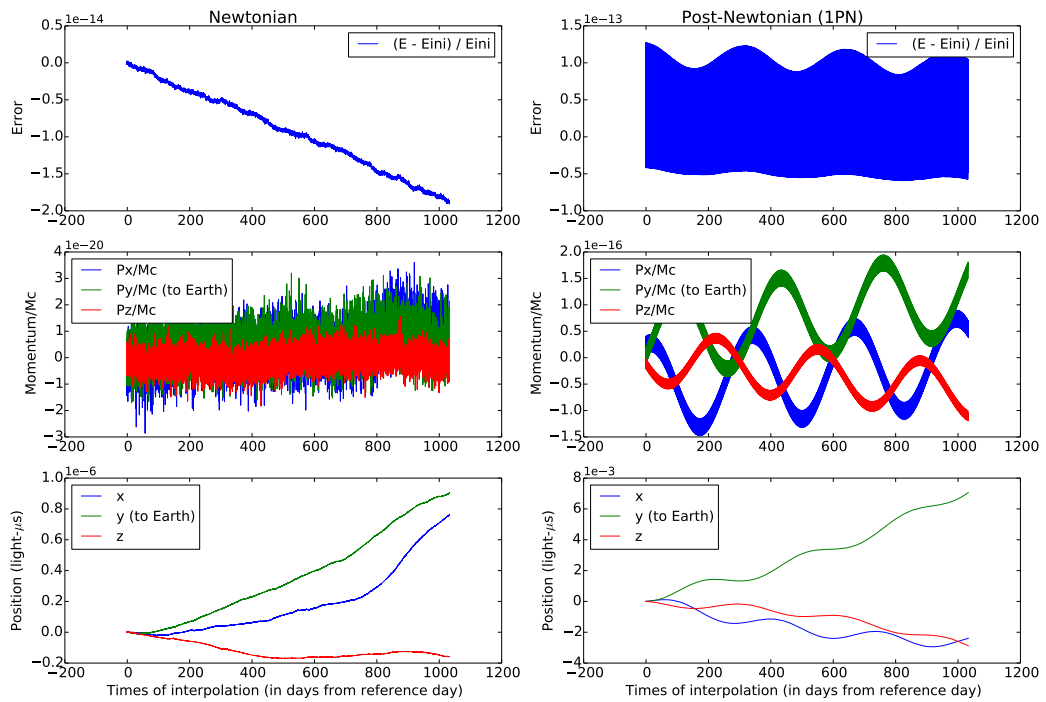 Newtonian
1e−14
0.5
0.0
−0.5
−1.0
−1.5
−2.0
Error
(E - Eini) / Eini
−200 0 200 400 600 800 1000 1200
Post-Newtonian (1PN)
1e−13
1.5
1.0
0.5
0.0
−0.5
−1.0
Error
(E - Eini) / Eini
−200 0 200 400 600 800 1000 1200
1e−20
4
3
2
1
0
−1
−2
−3
Momentum/Mc
Px/Mc
Py/Mc (to Earth)
Pz/Mc
−200 0 200 400 600 800 1000 1200
1e−16
2.0
1.5
1.0
0.5
0.0
−0.5
−1.0
−1.5
Momentum/Mc
Px/Mc
Py/Mc (to Earth)
Pz/Mc
−200 0 200 400 600 800 1000 1200
1e−6
1.0
0.8
0.6
0.4
0.2
0.0
−0.2
Position (light-μs)
x
y (to Earth)
z
−200 0 200 400 600 800 1000 1200
Times of interpolation (in days from reference day)
1e−3
8
6
4
2
0
−2
−4
Position (light-μs)
x
y (to Earth)
z
−200 0 200 400 600 800 1000 1200
Times of interpolation (in days from reference day)